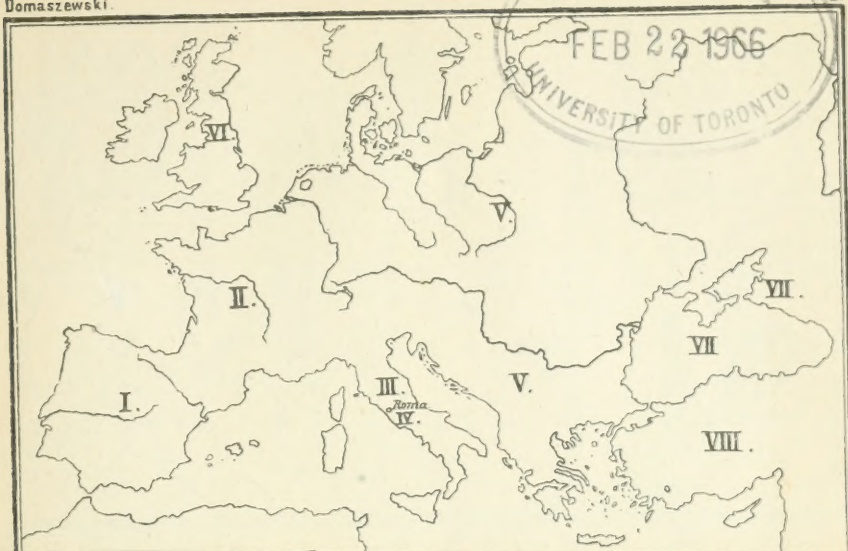 Domaszewski.
FEB 22 1966
UNIVERSITY OF TORONTO
VI.
V.
II.
VII.
VII
III.
V.
I.
Roma
IV.
VIII.